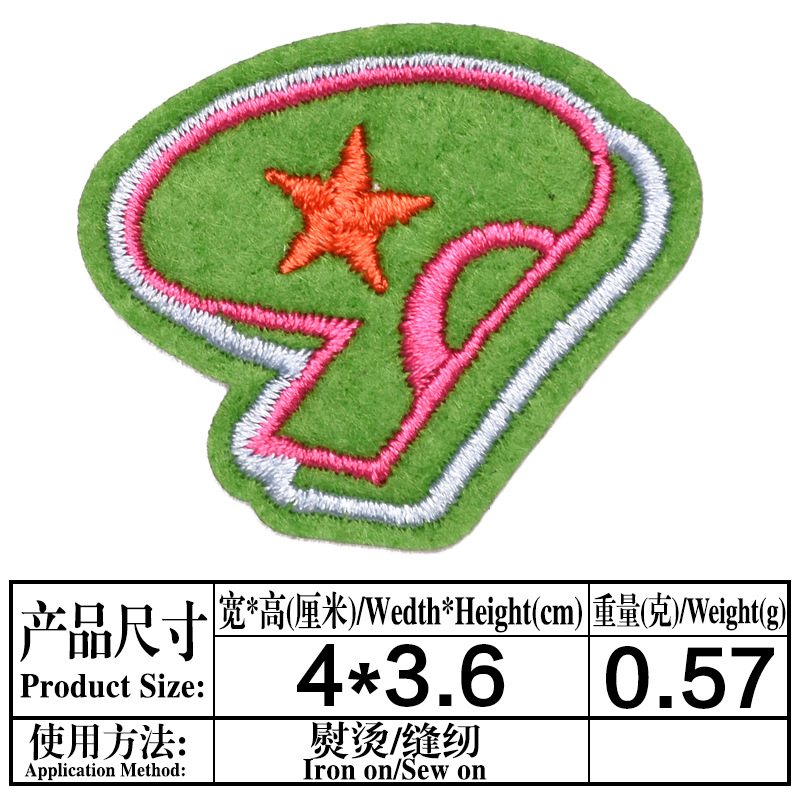 产品尺寸
Product Size:
宽*高(厘米)/Wedth*Height(cm)
重量(克)/Weight(g)
4*3.6
0.57
使用方法:
Application Method:
熨烫/缝纫
Iron on/Sew on